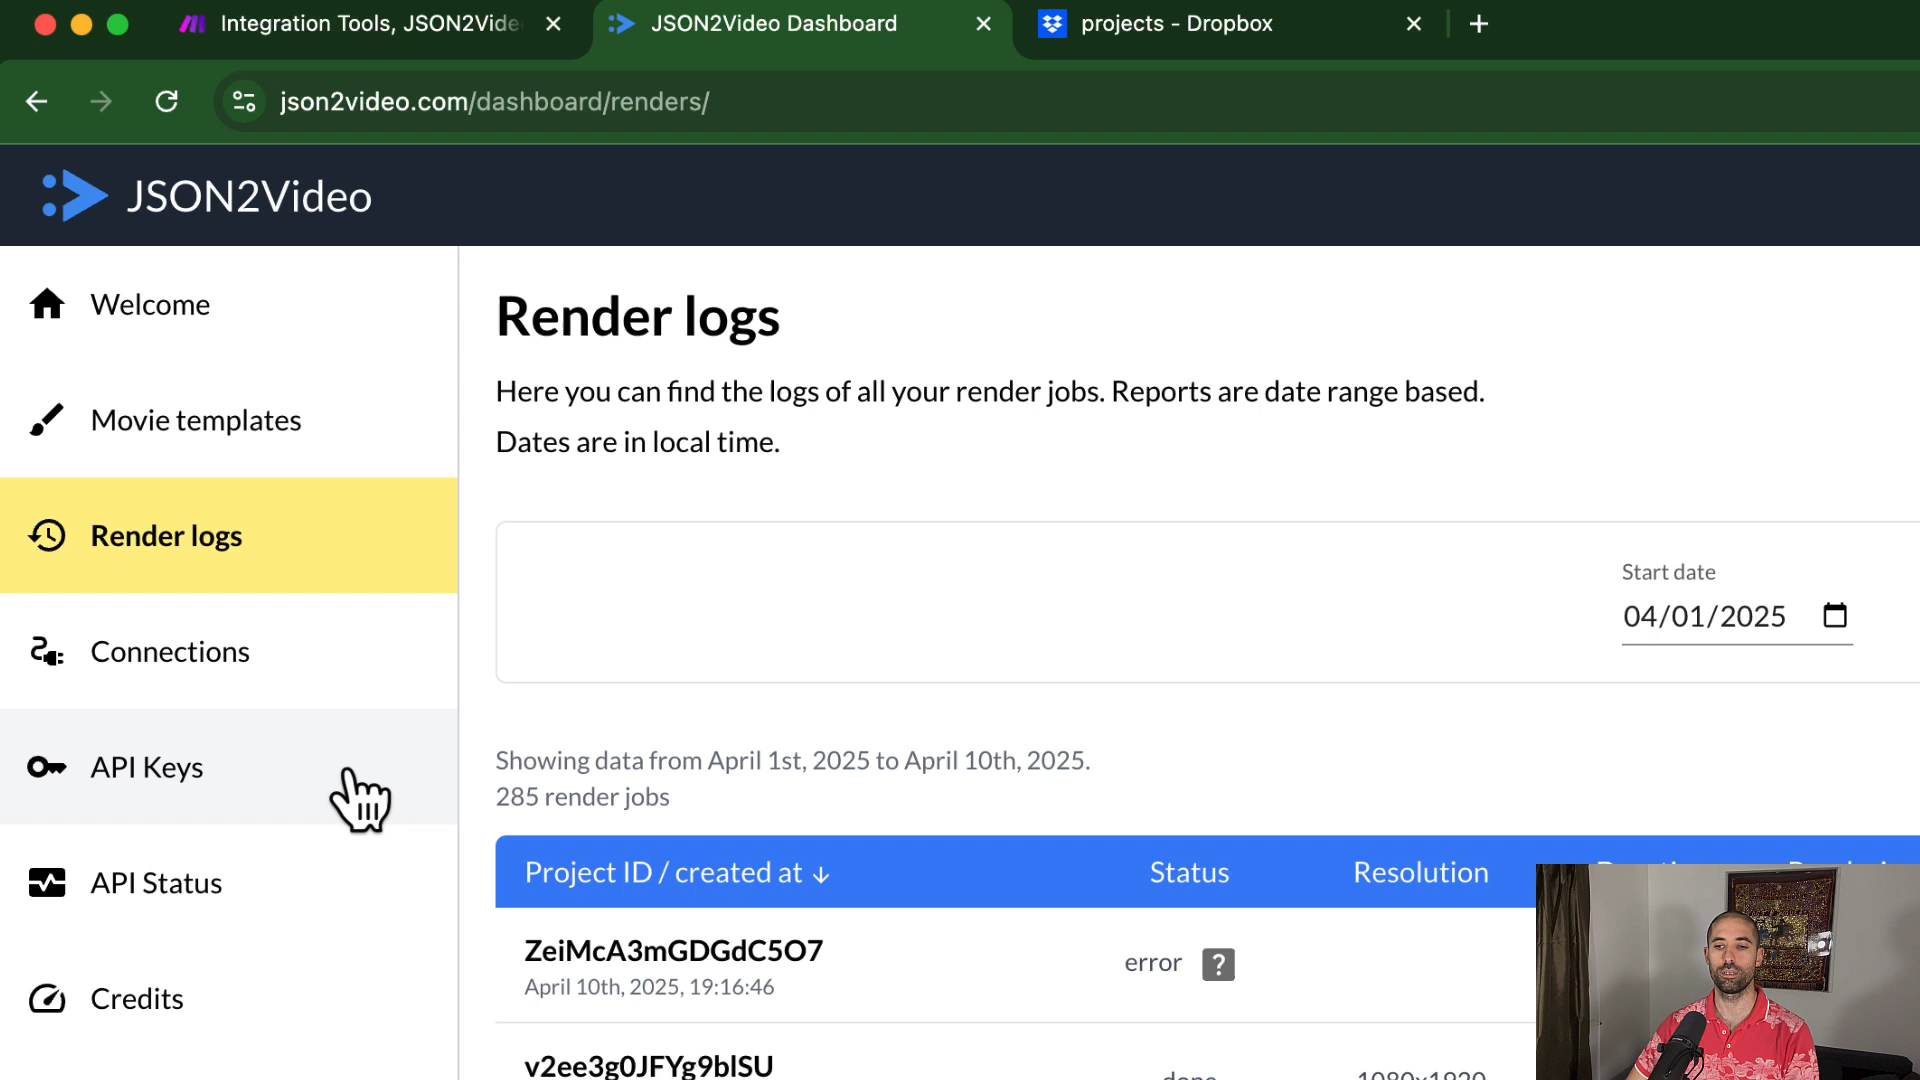 Integration Tools, JSON2Vide
JSON2Video Dashboard
projects - Dropbox
json2video.com/dashboard/renders/
JSON2Video
Welcome
Movie templates
Render logs
Connections
API Keys
API Status
Credits
Render logs
Here you can find the logs of all your render jobs. Reports are date range based.
Dates are in local time.
Start date
04/01/2025
Showing data from April 1st, 2025 to April 10th, 2025.
285 render jobs
Project ID / created at ↓ Status Resolution
ZeiMcA3mGDGdC5O7 error ?
April 10th, 2025, 19:16:46
v2ee3g0JFYg9blSU done 1080x1920